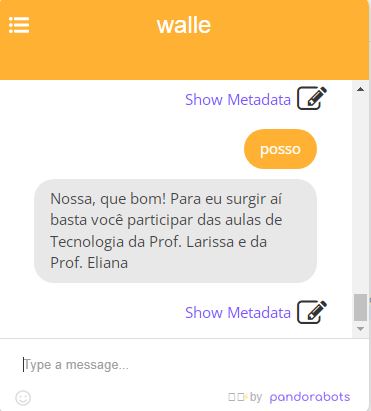 walle
Show Metadata
posso
Nossa, que bom! Para eu surgir aí
basta você participar das aulas de
Tecnologia da Prof. Larissa e da
Prof. Eliana
Show Metadata
Type a message...
by pandorabots